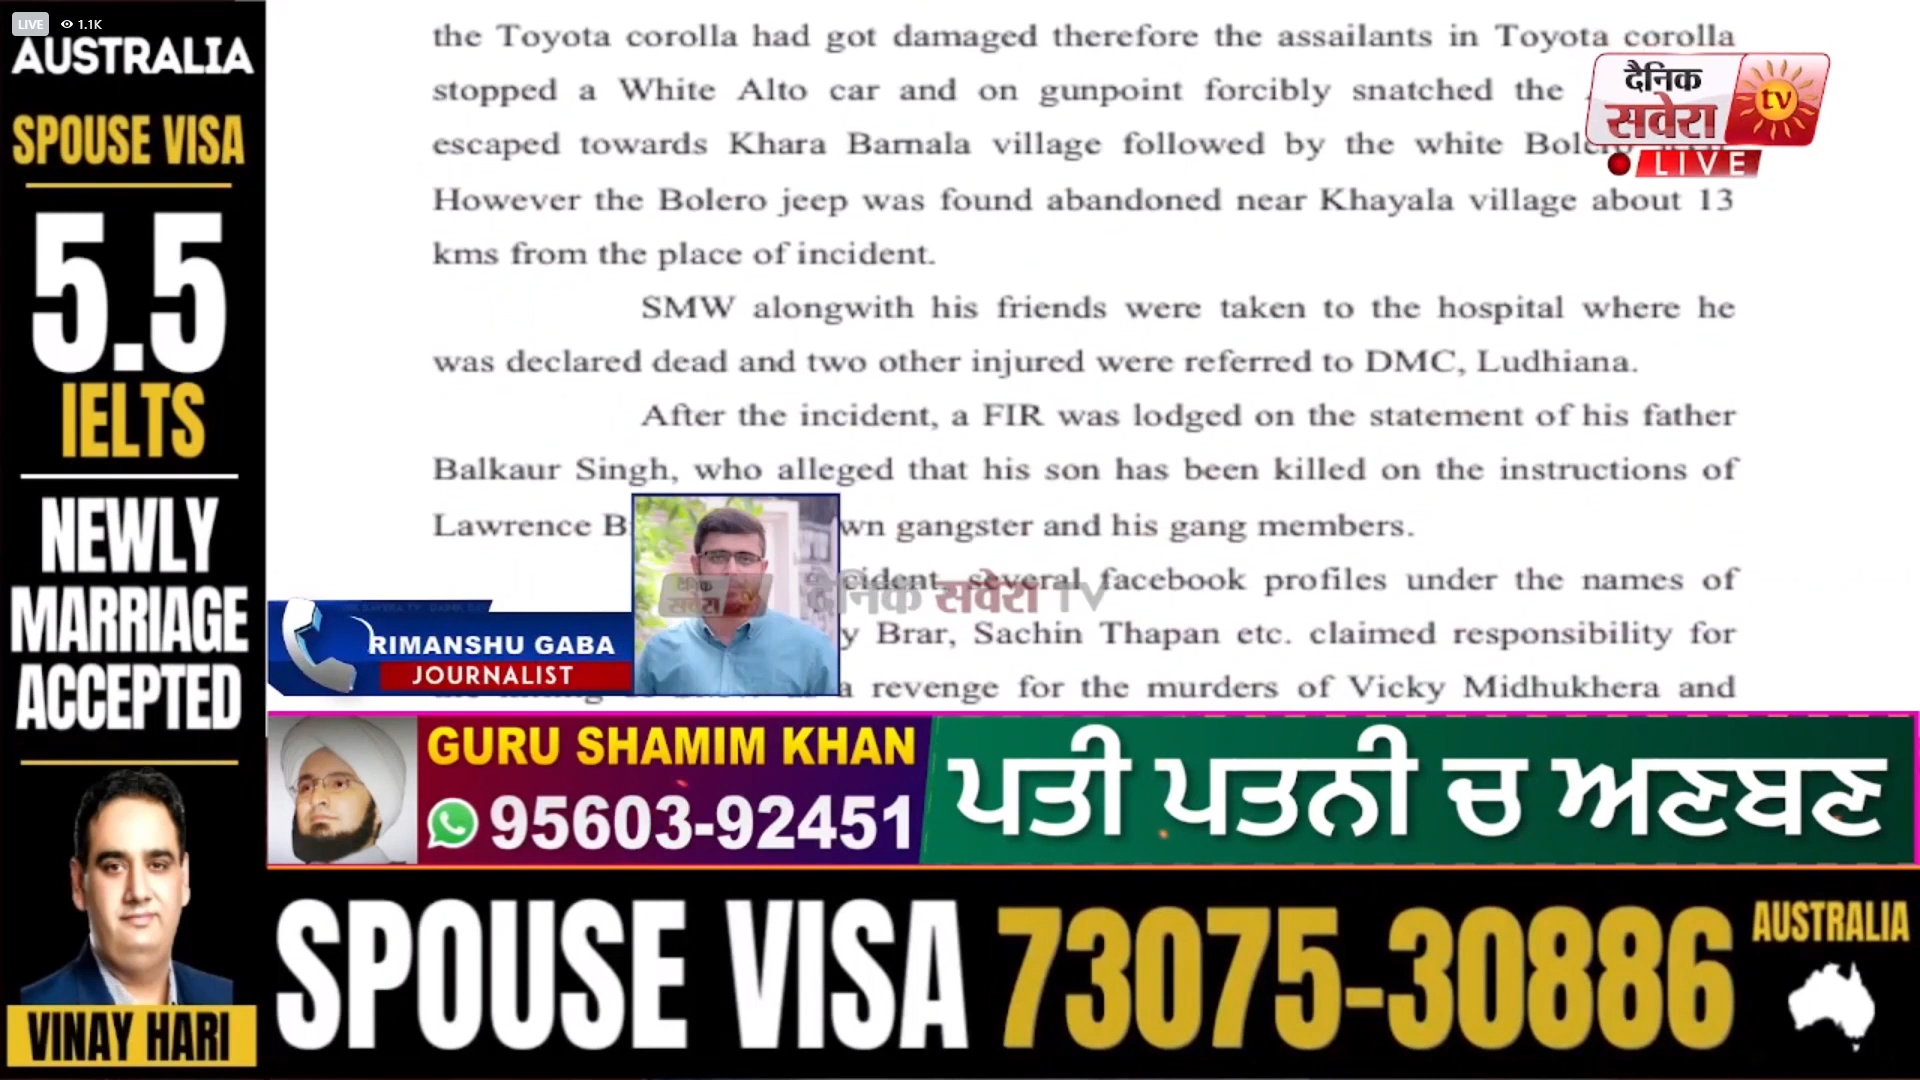 LIVE 1.1K
AUSTRALIA
SPOUSE VISA
5.5
IELTS
NEWLY
MARRIAGE
ACCEPTED
VINAY HARI
the Toyota corolla had got damaged therefore the assailants in Toyota corolla
stopped a White Alto car and on gunpoint forcibly snatched the
escaped towards Khara Barnala village followed by the white Bolero
However the Bolero jeep was found abandoned near Khayala village about 13
kms from the place of incident.
SMW alongwith his friends were taken to the hospital where he
was declared dead and two other injured were referred to DMC, Ludhiana.
After the incident, a FIR was lodged on the statement of his father
Balkaur Singh, who alleged that his son has been killed on the instructions of
Lawrence B wn gangster and his gang members.
cident, several facebook profiles under the names of
y Brar, Sachin Thapan etc. claimed responsibility for
a revenge for the murders of Vicky Midhukhera and
दैनिक
सवेरा tv
LIVE
दैनिक सवेरा TV
दैनिक
सवेरा
RIMANSHU GABA
JOURNALIST
GURU SHAMIM KHAN
95603-92451
ਪਤੀ ਪਤਨੀ ਚ ਅਣਬਣ
SPOUSE VISA 73075-30886
AUSTRALIA